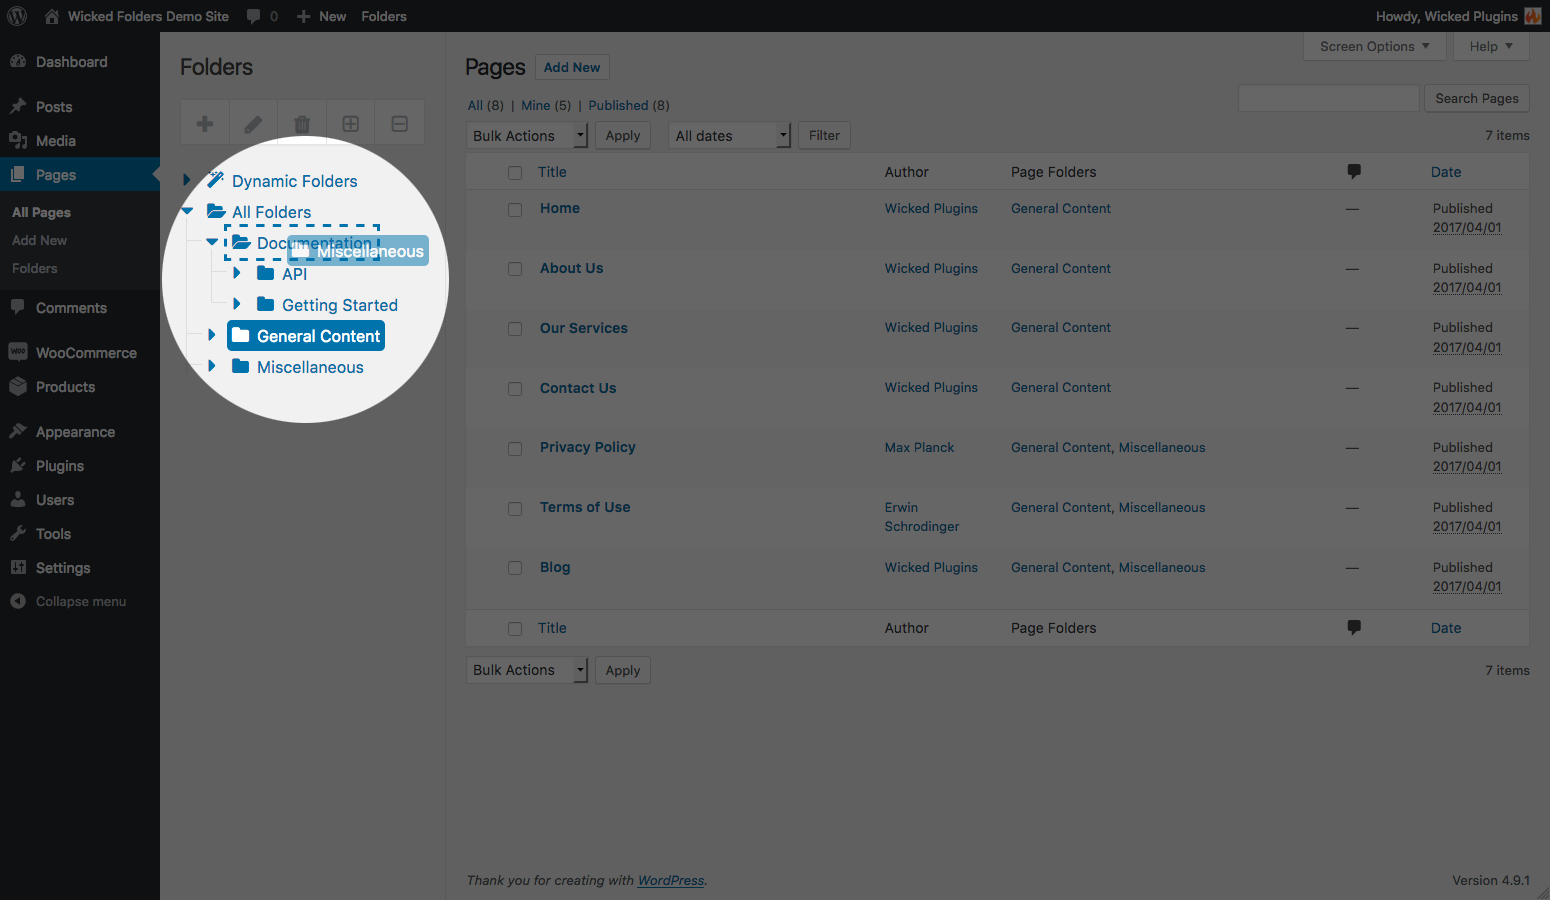 Wicked Folders Demo Site 0 New Folders Howdy, Wicked Plugins
Screen Options Help
Dashboard
Posts
Media
Pages
All Pages
Add New
Folders
Comments
WooCommerce
Products
Appearance
Plugins
Users
Tools
Settings
Collapse menu
Folders
Dynamic Folders
All Folders
Documentation
Miscellaneous
API
Getting Started
General Content
Miscellaneous
Pages Add New
All (8) | Mine (5) | Published (8)
Search Pages
Bulk Actions Apply All dates Filter 7 items
Title Author Page Folders Date
Home Wicked Plugins General Content — Published
2017/04/01
About Us Wicked Plugins General Content — Published
2017/04/01
Our Services Wicked Plugins General Content — Published
2017/04/01
Contact Us Wicked Plugins General Content — Published
2017/04/01
Privacy Policy Max Planck General Content, Miscellaneous — Published
2017/04/01
Terms of Use Erwin General Content, Miscellaneous — Published
Schrodinger 2017/04/01
Blog Wicked Plugins General Content, Miscellaneous — Published
2017/04/01
Title Author Page Folders Date
Bulk Actions Apply 7 items
Thank you for creating with WordPress. Version 4.9.1